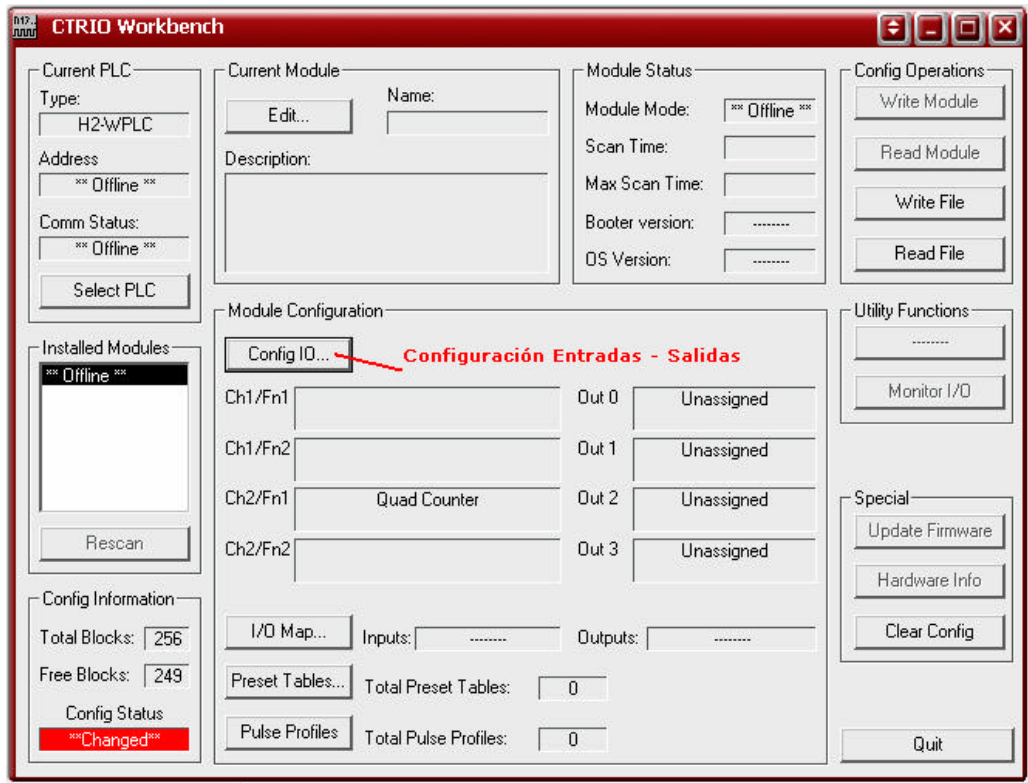 CTRIO Workbench
Current PLC
Type:
H2-WPLC
Address
** Offline **
Comm Status:
** Offline **
Select PLC
Installed Modules
** Offline **
Rescan
Config Information
Total Blocks: 256
Free Blocks: 249
Config Status
**Changed**
Current Module
Edit...
Name:
Description:
Module Status
Module Mode: ** Offline **
Scan Time:
Max Scan Time:
Booter version: --------
OS Version: --------
Module Configuration
Config IO... Configuración Entradas - Salidas
Ch1/Fn1 Out 0 Unassigned
Ch1/Fn2 Out 1 Unassigned
Ch2/Fn1 Quad Counter Out 2 Unassigned
Ch2/Fn2 Out 3 Unassigned
I/O Map... Inputs: -------- Outputs: --------
Preset Tables... Total Preset Tables: 0
Pulse Profiles Total Pulse Profiles: 0
Config Operations
Write Module
Read Module
Write File
Read File
Utility Functions
--------
Monitor I/O
Special
Update Firmware
Hardware Info
Clear Config
Quit